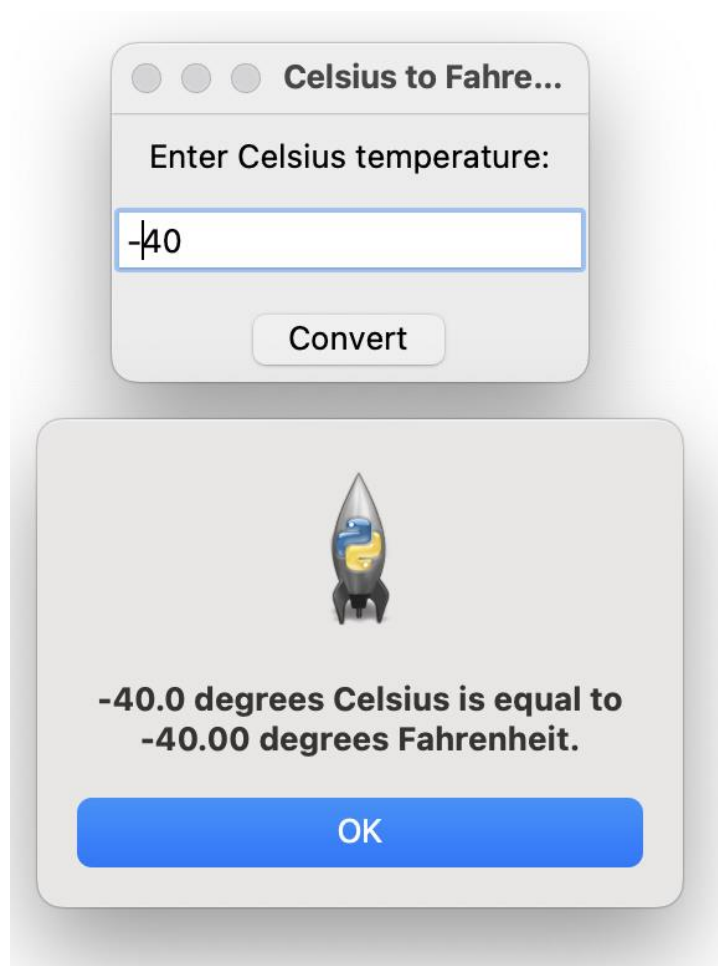 Celsius to Fahre...
Enter Celsius temperature:
-40
Convert
-40.0 degrees Celsius is equal to
-40.00 degrees Fahrenheit.
OK